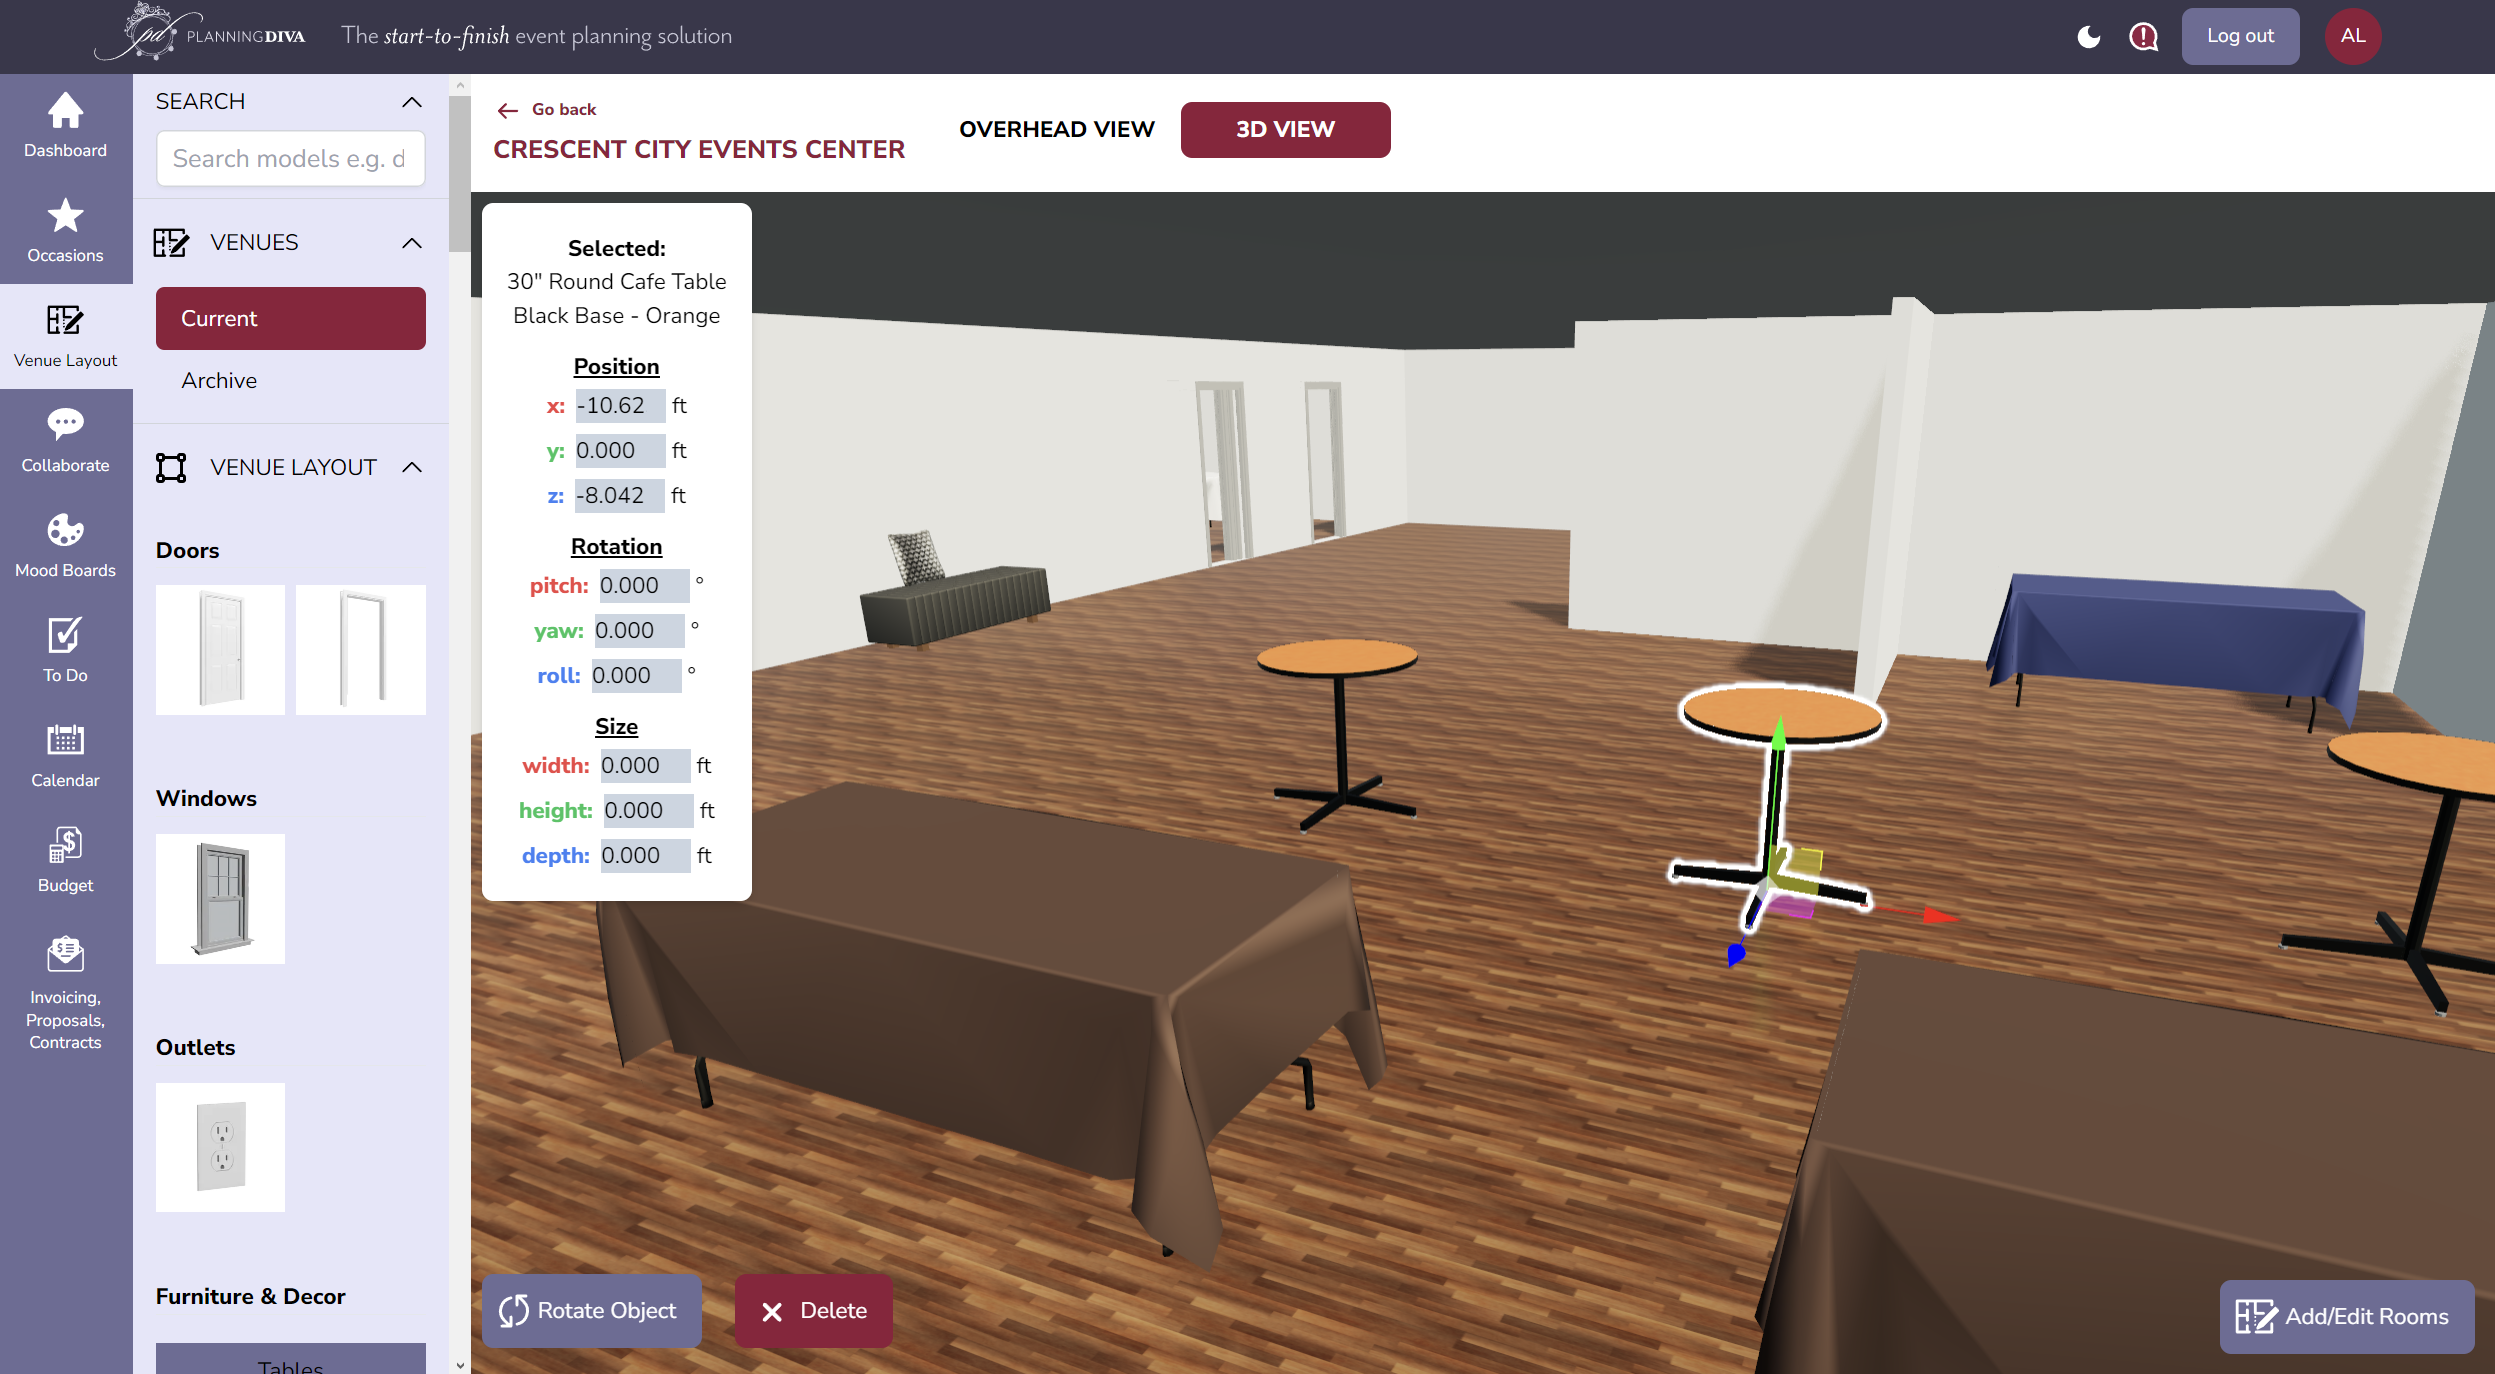 pd PLANNINGDIVA
The start-to-finish event planning solution
Log out
AL
Dashboard
Occasions
Venue Layout
Collaborate
Mood Boards
To Do
Calendar
Budget
Invoicing,
Proposals,
Contracts
SEARCH
Search models e.g. d
VENUES
Current
Archive
VENUE LAYOUT
Doors
Windows
Outlets
Furniture & Decor
Tables
Go back
CRESCENT CITY EVENTS CENTER
OVERHEAD VIEW
3D VIEW
Selected:
30" Round Cafe Table
Black Base - Orange
Position
x: -10.62 ft
y: 0.000 ft
z: -8.042 ft
Rotation
pitch: 0.000 °
yaw: 0.000 °
roll: 0.000 °
Size
width: 0.000 ft
height: 0.000 ft
depth: 0.000 ft
Rotate Object
Delete
Add/Edit Rooms